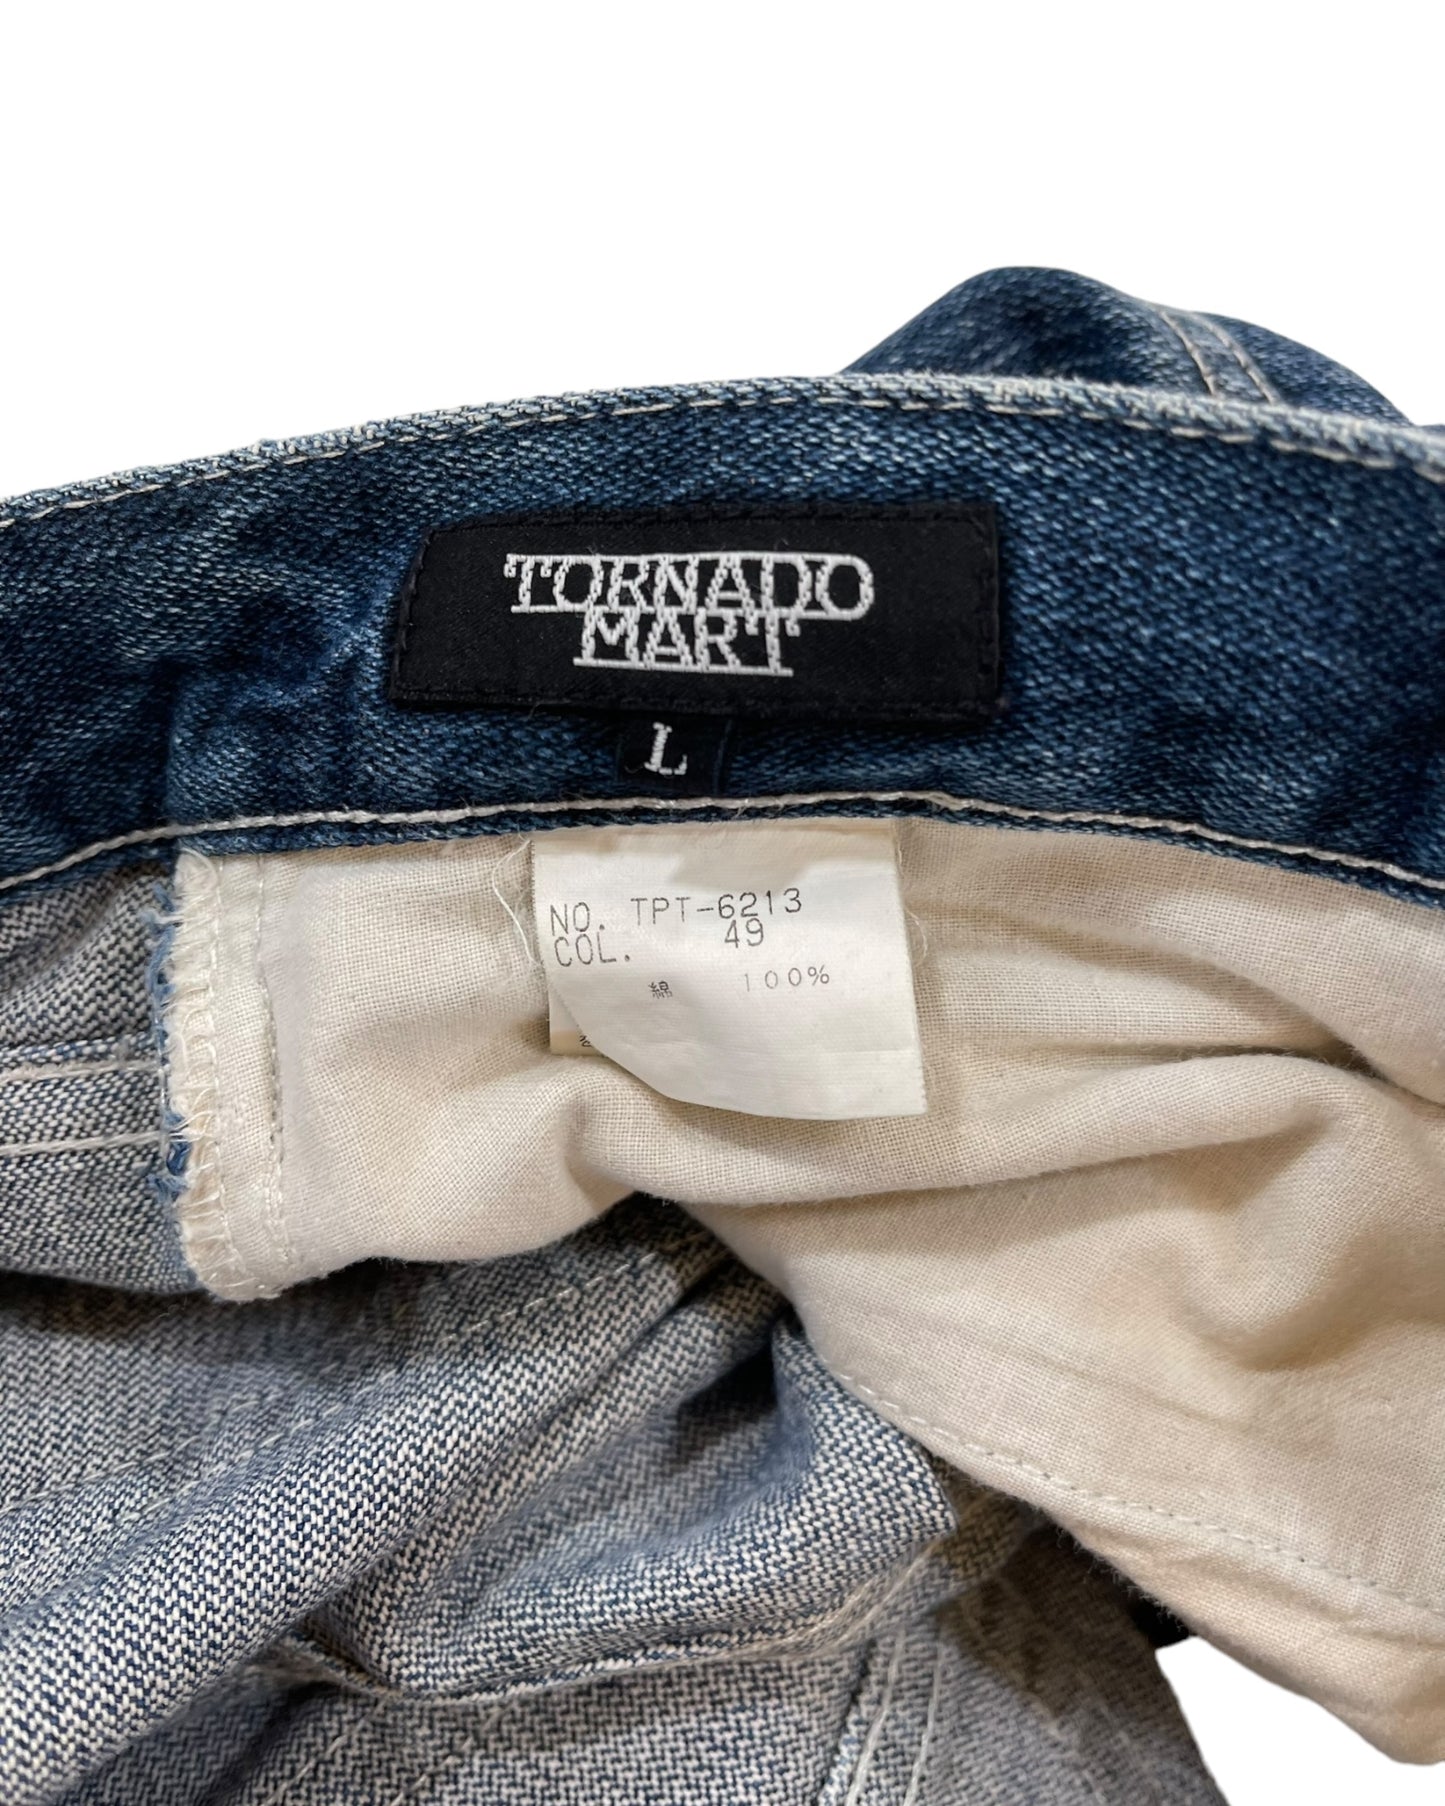 TORNADO
MART
L
NO. TPT-6213
COL. 49
綿 100%